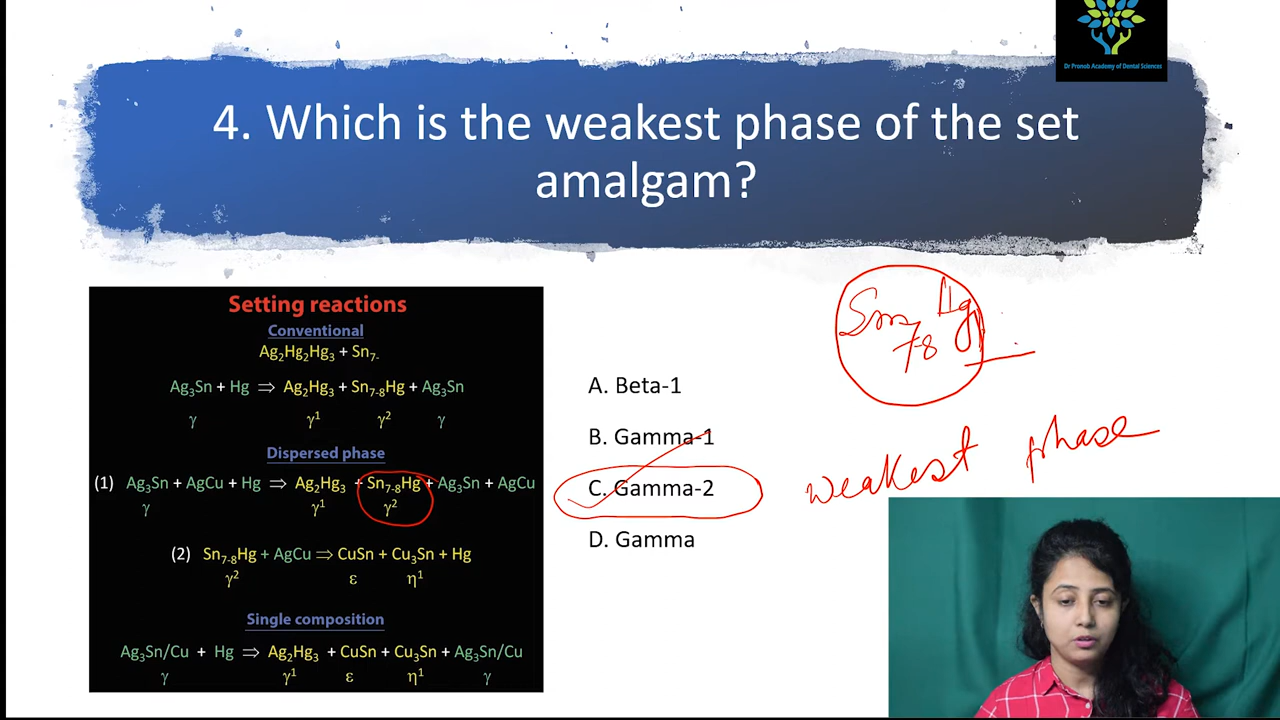 Dr Pronab Academy of Dental Sciences
4. Which is the weakest phase of the set
amalgam?
Setting reactions
Conventional
Ag₂Hg₂Hg₃ + Sn₇₋
Ag₃Sn + Hg ⇒ Ag₂Hg₃ + Sn₇₋₈Hg + Ag₃Sn
γ γ¹ γ² γ
Dispersed phase
(1) Ag₃Sn + AgCu + Hg ⇒ Ag₂Hg₃ + Sn₇₋₈Hg + Ag₃Sn + AgCu
γ γ¹ γ²
(2) Sn₇₋₈Hg + AgCu ⇒ CuSn + Cu₃Sn + Hg
γ² ε η¹
Single composition
Ag₃Sn/Cu + Hg ⇒ Ag₂Hg₃ + CuSn + Cu₃Sn + Ag₃Sn/Cu
γ γ¹ ε η¹ γ
A. Beta-1
B. Gamma-1
C. Gamma-2
D. Gamma
Sn₇₋₈ Hg
weakest phase